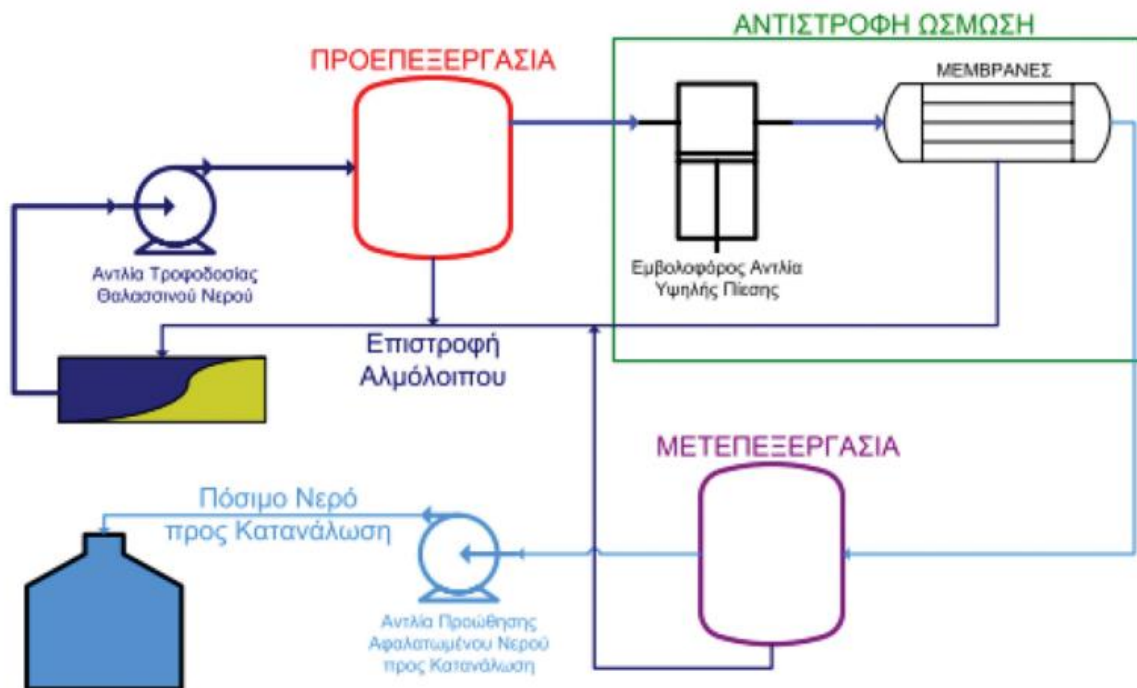 ΑΝΤΙΣΤΡΟΦΗ ΩΣΜΩΣΗ
ΠΡΟΕΠΕΞΕΡΓΑΣΙΑ
ΜΕΜΒΡΑΝΕΣ
Αντλία Τροφοδοσίας
Θαλασσινού Νερού
Εμβολοφόρος Αντλία
Υψηλής Πίεσης
Επιστροφή
Αλμόλοιπου
ΜΕΤΕΠΕΞΕΡΓΑΣΙΑ
Πόσιμο Νερό
προς Κατανάλωση
Αντλία Προώθησης
Αφαλατωμένου Νερού
προς Κατανάλωση